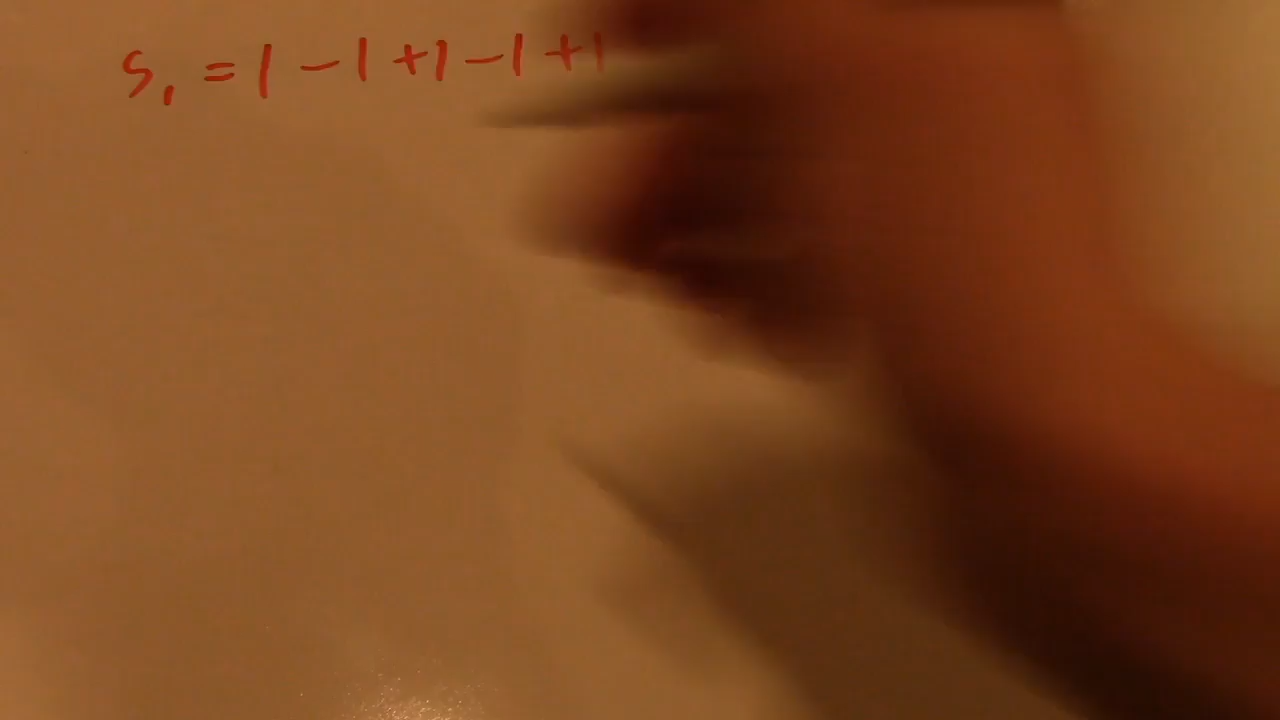 S₁ = 1 - 1 + 1 - 1 + 1